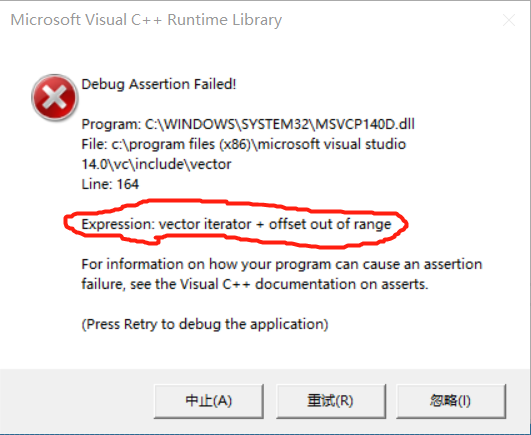 Microsoft Visual C++ Runtime Library
Debug Assertion Failed!
Program: C:\WINDOWS\SYSTEM32\MSVCP140D.dll
File: c:\program files (x86)\microsoft visual studio
14.0\vc\include\vector
Line: 164
Expression: vector iterator + offset out of range
For information on how your program can cause an assertion
failure, see the Visual C++ documentation on asserts.
(Press Retry to debug the application)
中止(A) 重试(R) 忽略(I)